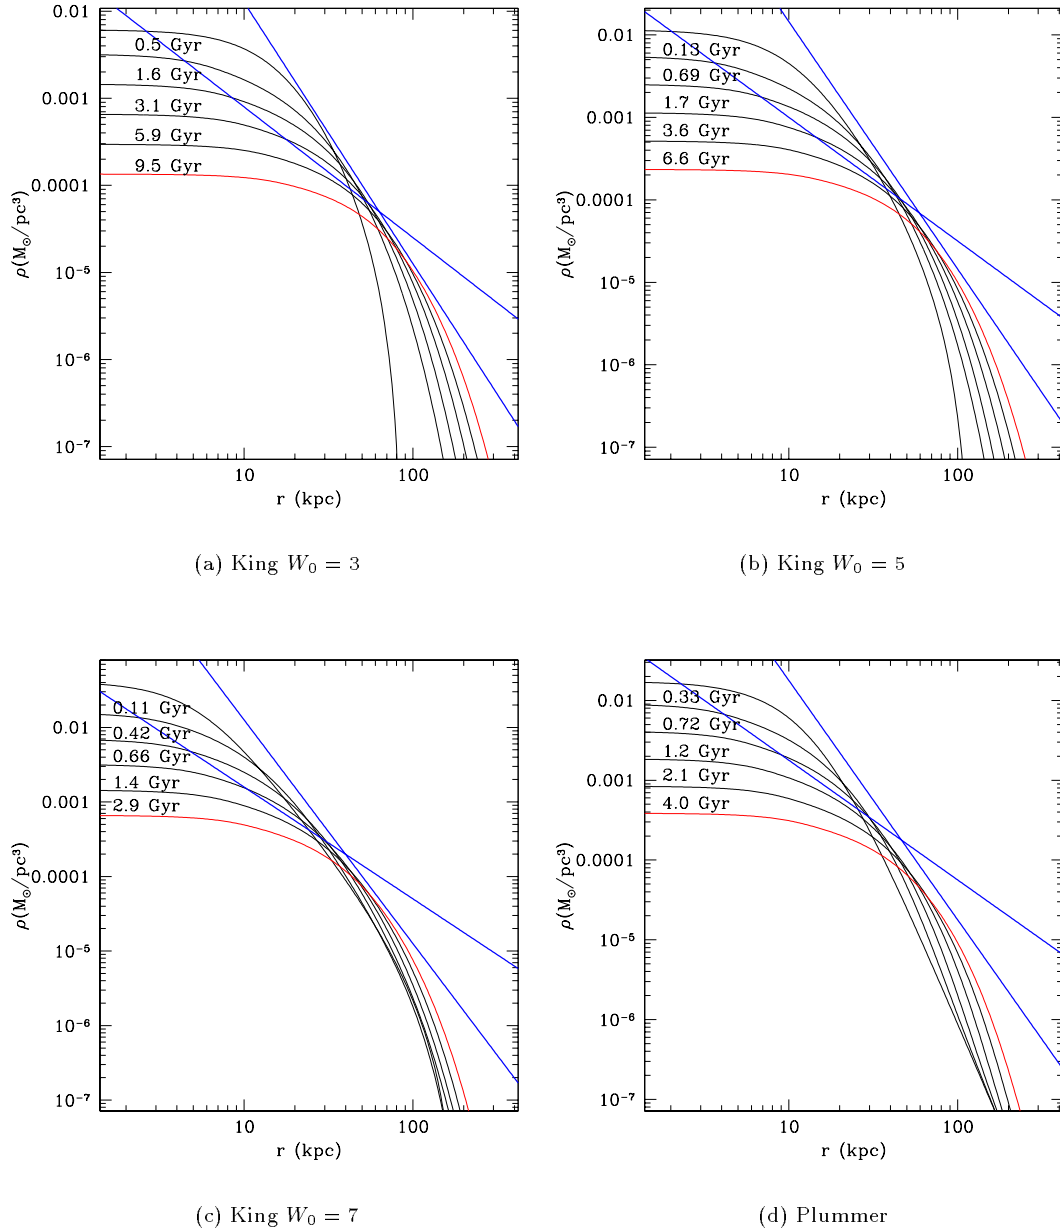 0.01
0.001
0.0001
10⁻⁵
10⁻⁶
10⁻⁷
ρ(M⊙/pc³)
0.5 Gyr
1.6 Gyr
3.1 Gyr
5.9 Gyr
9.5 Gyr
10
100
r (kpc)
(a) King W₀ = 3
0.01
0.001
0.0001
10⁻⁵
10⁻⁶
10⁻⁷
ρ(M⊙/pc³)
0.13 Gyr
0.69 Gyr
1.7 Gyr
3.6 Gyr
6.6 Gyr
10
100
r (kpc)
(b) King W₀ = 5
0.01
0.001
0.0001
10⁻⁵
10⁻⁶
10⁻⁷
ρ(M⊙/pc³)
0.11 Gyr
0.42 Gyr
0.66 Gyr
1.4 Gyr
2.9 Gyr
10
100
r (kpc)
(c) King W₀ = 7
0.01
0.001
0.0001
10⁻⁵
10⁻⁶
10⁻⁷
ρ(M⊙/pc³)
0.33 Gyr
0.72 Gyr
1.2 Gyr
2.1 Gyr
4.0 Gyr
10
100
r (kpc)
(d) Plummer